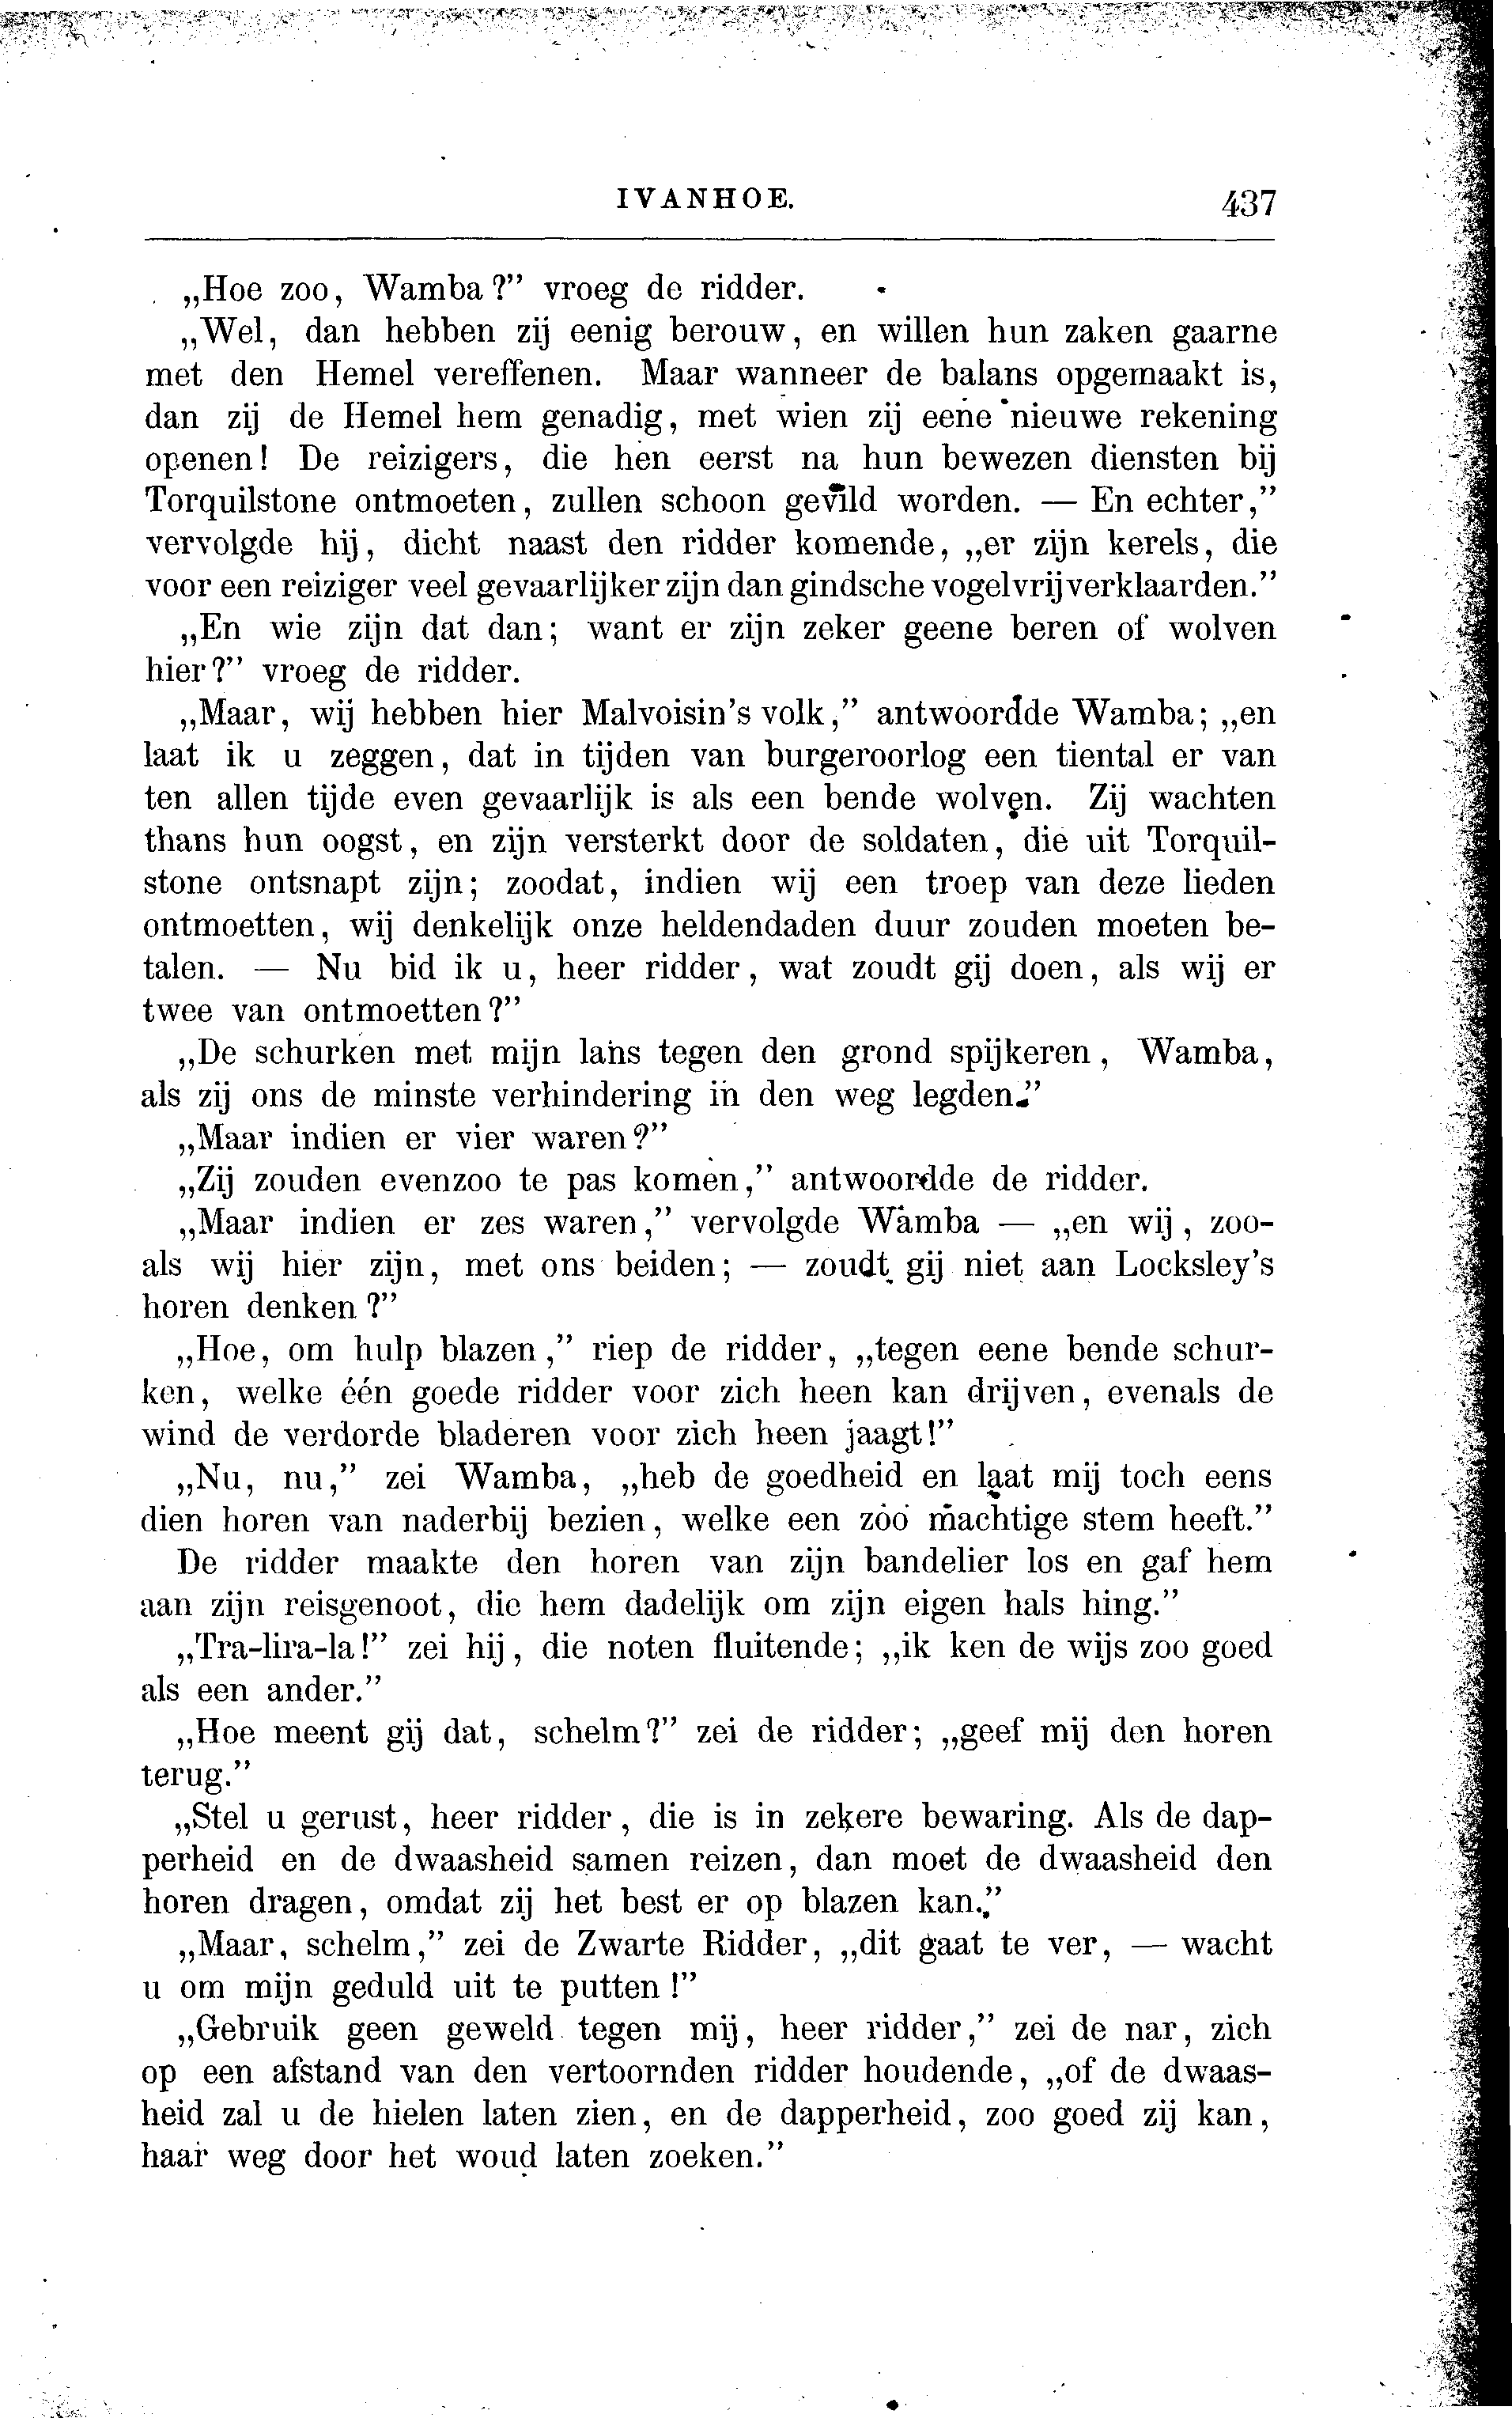 IVANHOE. 437
„Hoe zoo, Wamba?” vroeg de ridder.
„Wel, dan hebben zij eenig berouw, en willen hun zaken gaarne
met den Hemel vereffenen. Maar wanneer de balans opgemaakt is,
dan zij de Hemel hem genadig, met wien zij eene nieuwe rekening
openen! De reizigers, die hen eerst na hun bewezen diensten bij
Torquilstone ontmoeten, zullen schoon gevild worden. — En echter,”
vervolgde hij, dicht naast den ridder komende, „er zijn kerels, die
voor een reiziger veel gevaarlijker zijn dan gindsche vogelvrijverklaarden.”
„En wie zijn dat dan; want er zijn zeker geene beren of wolven
hier?” vroeg de ridder.
„Maar, wij hebben hier Malvoisin's volk,” antwoordde Wamba; „en
laat ik u zeggen, dat in tijden van burgeroorlog een tiental er van
ten allen tijde even gevaarlijk is als een bende wolven. Zij wachten
thans hun oogst, en zijn versterkt door de soldaten, die uit Torquil-
stone ontsnapt zijn; zoodat, indien wij een troep van deze lieden
ontmoetten, wij denkelijk onze heldendaden duur zouden moeten be-
talen. — Nu bid ik u, heer ridder, wat zoudt gij doen, als wij er
twee van ontmoetten?”
„De schurken met mijn lans tegen den grond spijkeren, Wamba,
als zij ons de minste verhindering in den weg legden.”
„Maar indien er vier waren?”
„Zij zouden evenzoo te pas komen,” antwoordde de ridder.
„Maar indien er zes waren,” vervolgde Wamba — „en wij, zoo-
als wij hier zijn, met ons beiden; — zoudt gij niet aan Locksley's
horen denken?”
„Hoe, om hulp blazen,” riep de ridder, „tegen eene bende schur-
ken, welke één goede ridder voor zich heen kan drijven, evenals de
wind de verdorde bladeren voor zich heen jaagt!”
„Nu, nu,” zei Wamba, „heb de goedheid en laat mij toch eens
dien horen van naderbij bezien, welke een zoo machtige stem heeft.”
De ridder maakte den horen van zijn bandelier los en gaf hem
aan zijn reisgenoot, die hem dadelijk om zijn eigen hals hing.”
„Tra-lira-la!” zei hij, die noten fluitende; „ik ken de wijs zoo goed
als een ander.”
„Hoe meent gij dat, schelm?” zei de ridder; „geef mij den horen
terug.”
„Stel u gerust, heer ridder, die is in zekere bewaring. Als de dap-
perheid en de dwaasheid samen reizen, dan moet de dwaasheid den
horen dragen, omdat zij het best er op blazen kan.”
„Maar, schelm,” zei de Zwarte Ridder, „dit gaat te ver, — wacht
u om mijn geduld uit te putten!”
„Gebruik geen geweld tegen mij, heer ridder,” zei de nar, zich
op een afstand van den vertoornden ridder houdende, „of de dwaas-
heid zal u de hielen laten zien, en de dapperheid, zoo goed zij kan,
haar weg door het woud laten zoeken.”